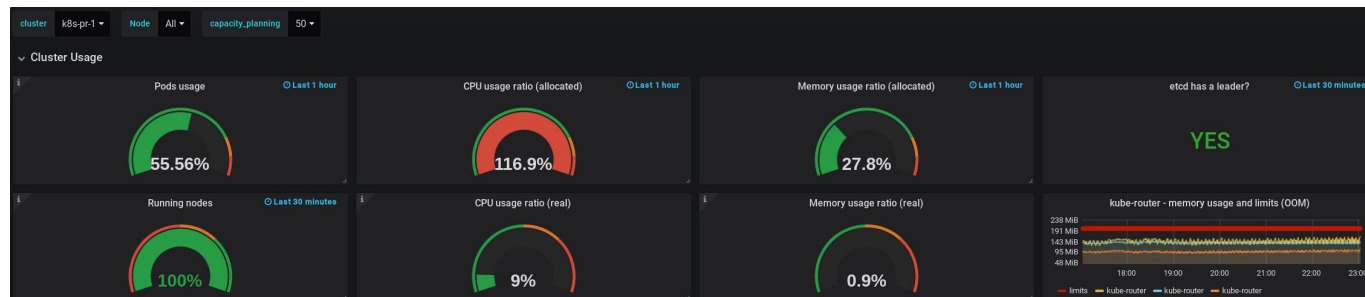 cluster k8s-pr-1 Node All capacity_planning 50
Cluster Usage
i Pods usage Last 1 hour
55.56%
CPU usage ratio (allocated) Last 1 hour
116.9%
Memory usage ratio (allocated) Last 1 hour
27.8%
etcd has a leader? Last 30 minutes
YES
i Running nodes Last 30 minutes
100%
i CPU usage ratio (real)
9%
i Memory usage ratio (real)
0.9%
kube-router - memory usage and limits (OOM)
238 MiB
191 MiB
143 MiB
95 MiB
48 MiB
18:00 19:00 20:00 21:00 22:00 23:00
limits kube-router kube-router kube-router